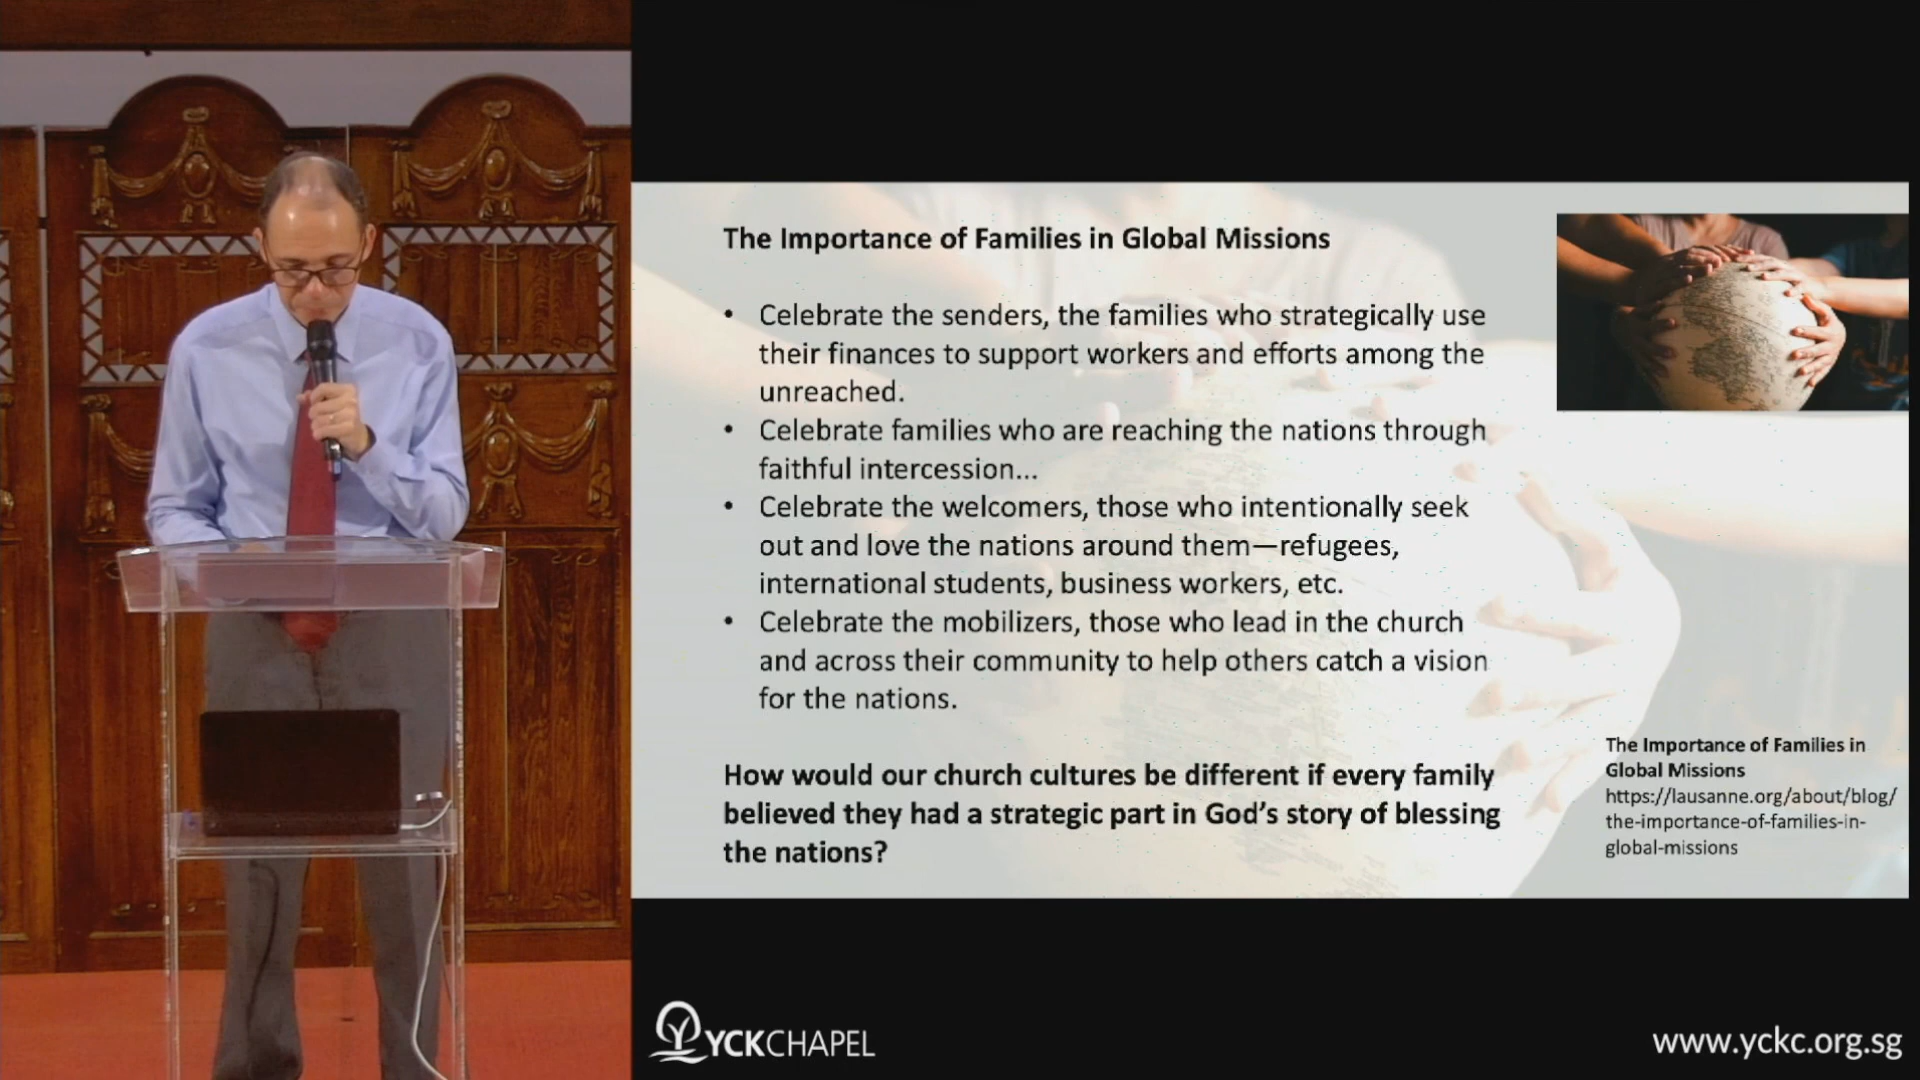 The Importance of Families in Global Missions
• Celebrate the senders, the families who strategically use
their finances to support workers and efforts among the
unreached.
• Celebrate families who are reaching the nations through
faithful intercession...
• Celebrate the welcomers, those who intentionally seek
out and love the nations around them—refugees,
international students, business workers, etc.
• Celebrate the mobilizers, those who lead in the church
and across their community to help others catch a vision
for the nations.
How would our church cultures be different if every family
believed they had a strategic part in God's story of blessing
the nations?
The Importance of Families in
Global Missions
https://lausanne.org/about/blog/
the-importance-of-families-in-
global-missions
YCKCHAPEL
www.yckc.org.sg